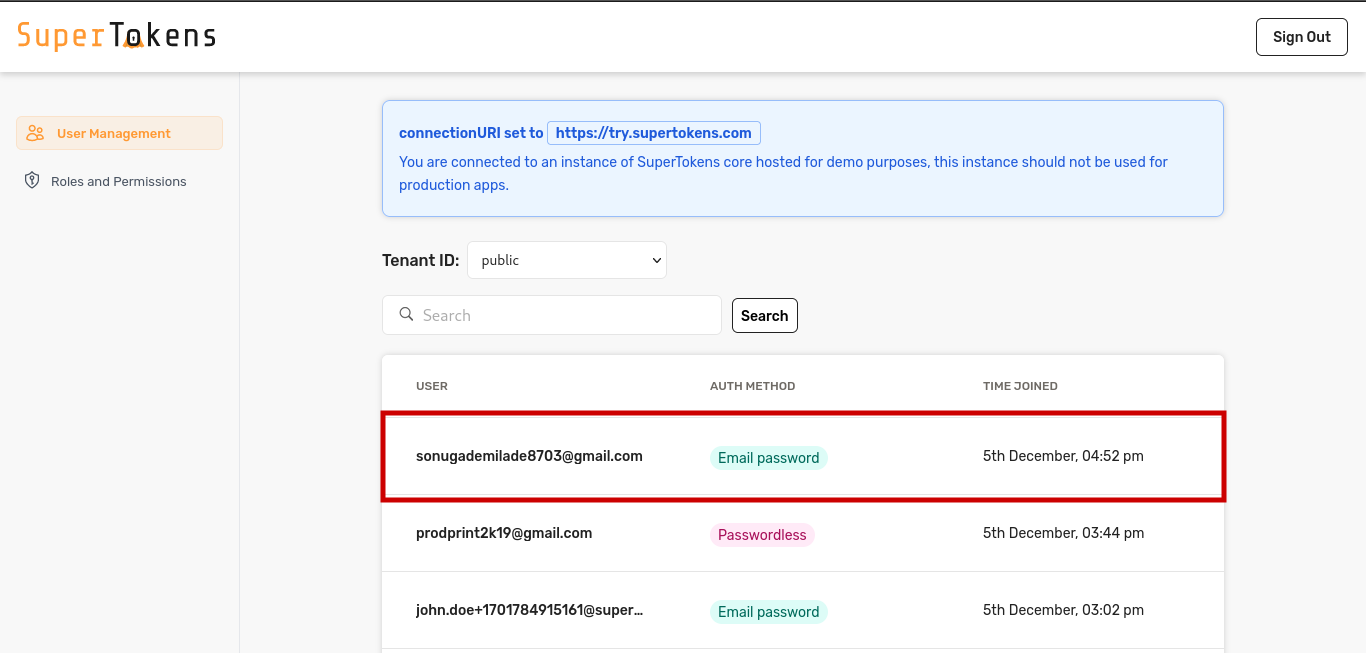 SuperTokens
Sign Out
User Management
Roles and Permissions
connectionURI set to https://try.supertokens.com
You are connected to an instance of SuperTokens core hosted for demo purposes, this instance should not be used for
production apps.
Tenant ID: public
Search Search
USER AUTH METHOD TIME JOINED
sonugademilade8703@gmail.com Email password 5th December, 04:52 pm
prodprint2k19@gmail.com Passwordless 5th December, 03:44 pm
john.doe+1701784915161@super... Email password 5th December, 03:02 pm